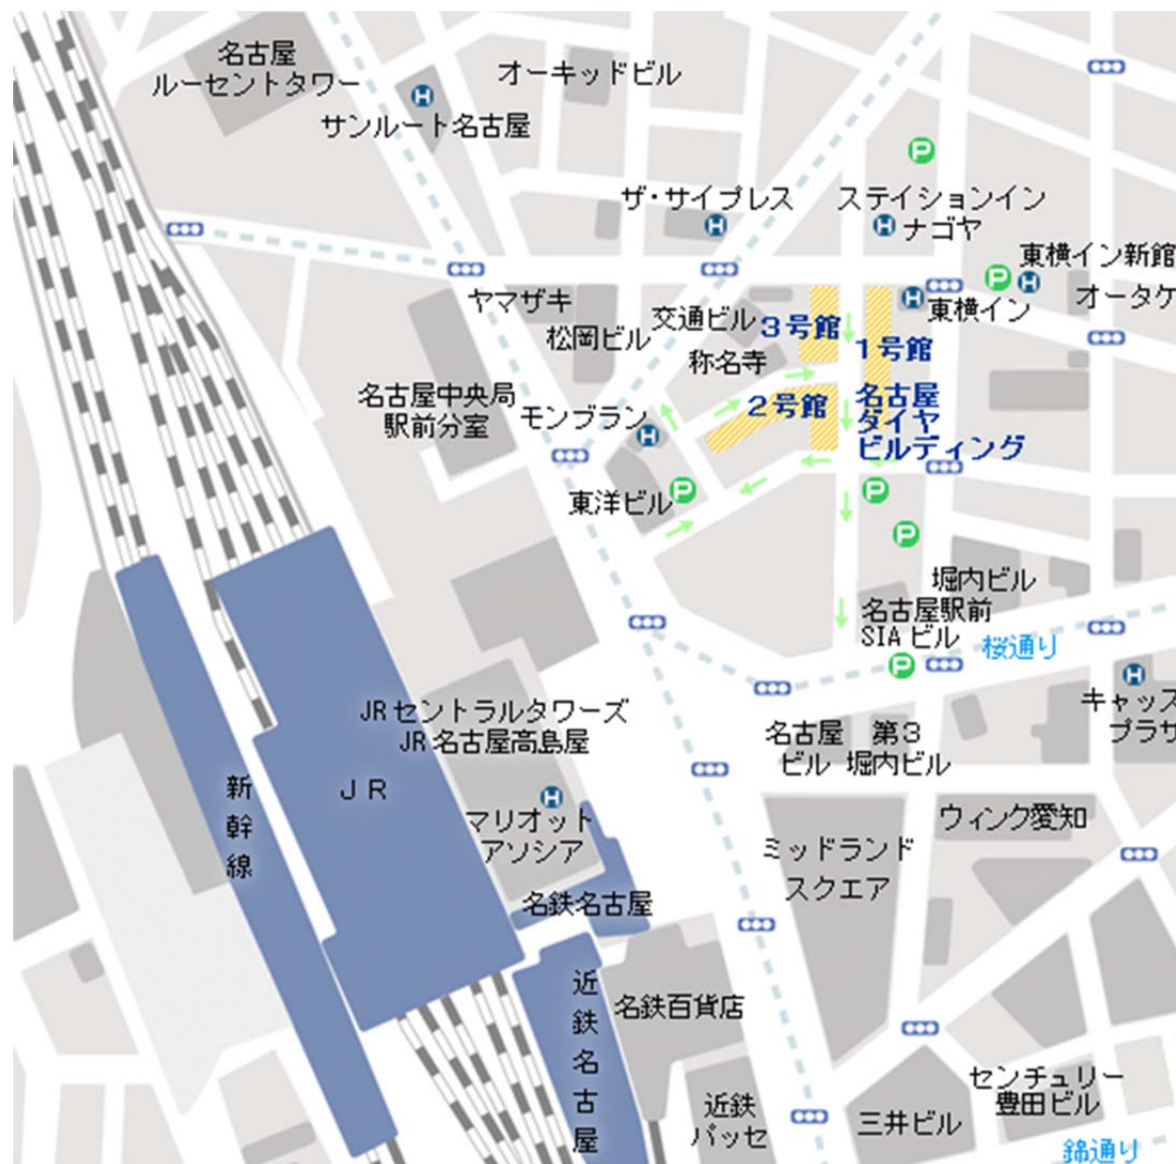 名古屋
ルーセントタワー
オーキッドビル
H
サンルート名古屋
P
ザ・サイプレス
H
ステイションイン
H ナゴヤ
東横イン新館
P H
オータケ
ヤマザキ
松岡ビル
交通ビル
3号館
H
東横イン
1号館
称名寺
名古屋中央局
駅前分室
モンブラン
H
2号館
名古屋
ダイヤ
ビルディング
東洋ビル
P
P
P
堀内ビル
名古屋駅前
SIAビル
桜通り
P
H
キャッス
プラザ
JRセントラルタワーズ
JR名古屋高島屋
名古屋
ビル
第3
堀内ビル
新幹線
JR
H
マリオット
アソシア
ウィンク愛知
ミッドランド
スクエア
名鉄名古屋
近鉄名古屋
名鉄百貨店
近鉄
パッセ
センチュリー
豊田ビル
三井ビル
錦通り